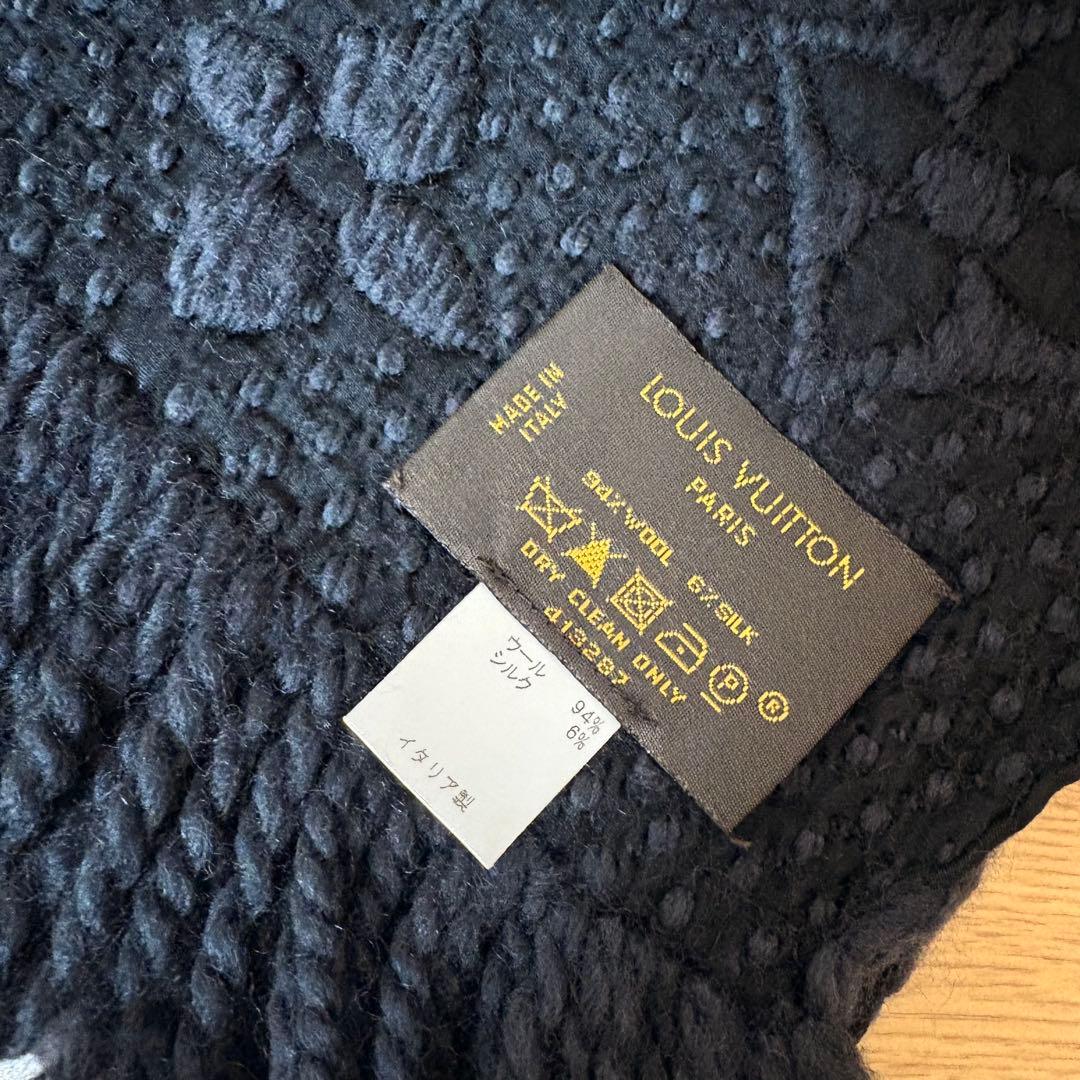 LOUIS VUITTON
PARIS
MADE IN
ITALY
94%WOOL 6%SILK
P ®
DRY CLEAN ONLY
413287
ウール 94%
シルク 6%
イタリア製